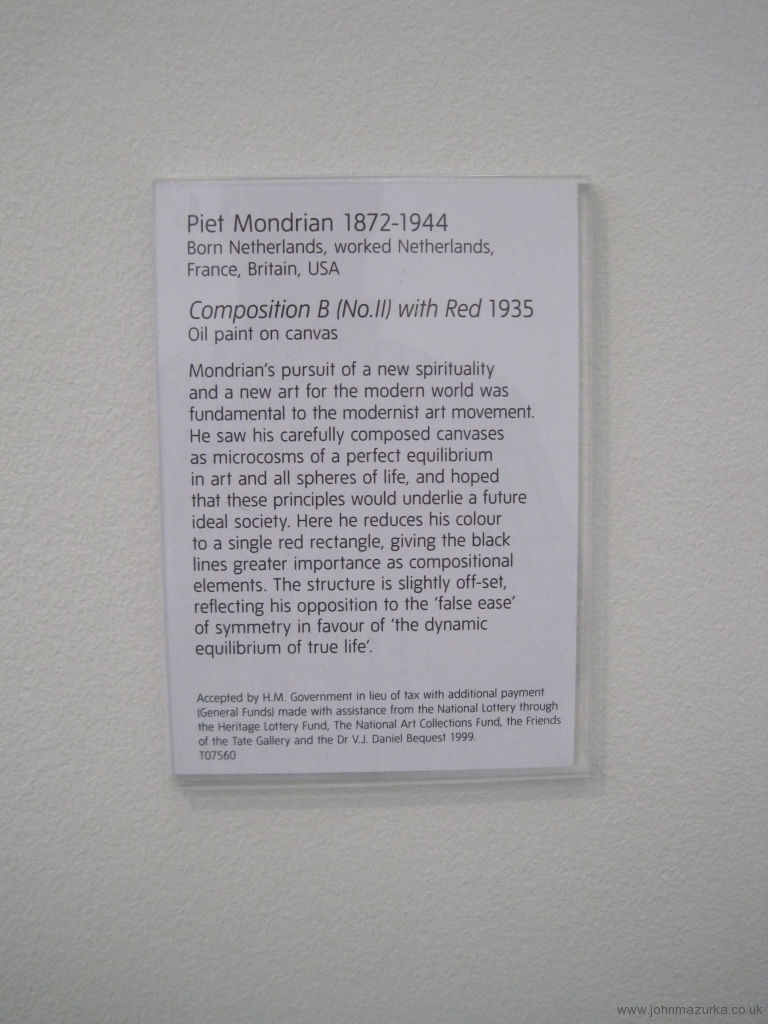 Piet Mondrian 1872-1944
Born Netherlands, worked Netherlands,
France, Britain, USA
Composition B (No.II) with Red 1935
Oil paint on canvas
Mondrian's pursuit of a new spirituality
and a new art for the modern world was
fundamental to the modernist art movement.
He saw his carefully composed canvases
as microcosms of a perfect equilibrium
in art and all spheres of life, and hoped
that these principles would underlie a future
ideal society. Here he reduces his colour
to a single red rectangle, giving the black
lines greater importance as compositional
elements. The structure is slightly off-set,
reflecting his opposition to the 'false ease'
of symmetry in favour of 'the dynamic
equilibrium of true life'.
Accepted by H.M. Government in lieu of tax with additional payment
(General Funds) made with assistance from the National Lottery through
the Heritage Lottery Fund, The National Art Collections Fund, the Friends
of the Tate Gallery and the Dr V.J. Daniel Bequest 1999.
T07560
www.johnmazurka.co.uk